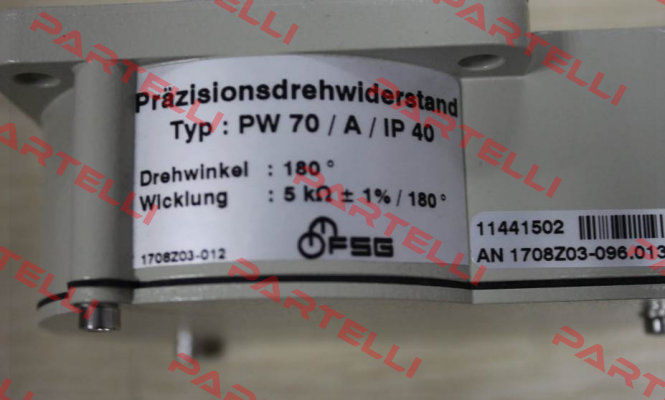 Präzisionsdrehwiderstand
Typ : PW 70 / A / IP 40
Drehwinkel : 180 °
Wicklung : 5 kΩ ± 1% / 180 °
1708Z03-012
FSG
11441502
AN 1708Z03-096.013
PARTELLI
PARTELLI
PARTELLI
PARTELLI
PARTELLI
PARTELLI
PARTELLI